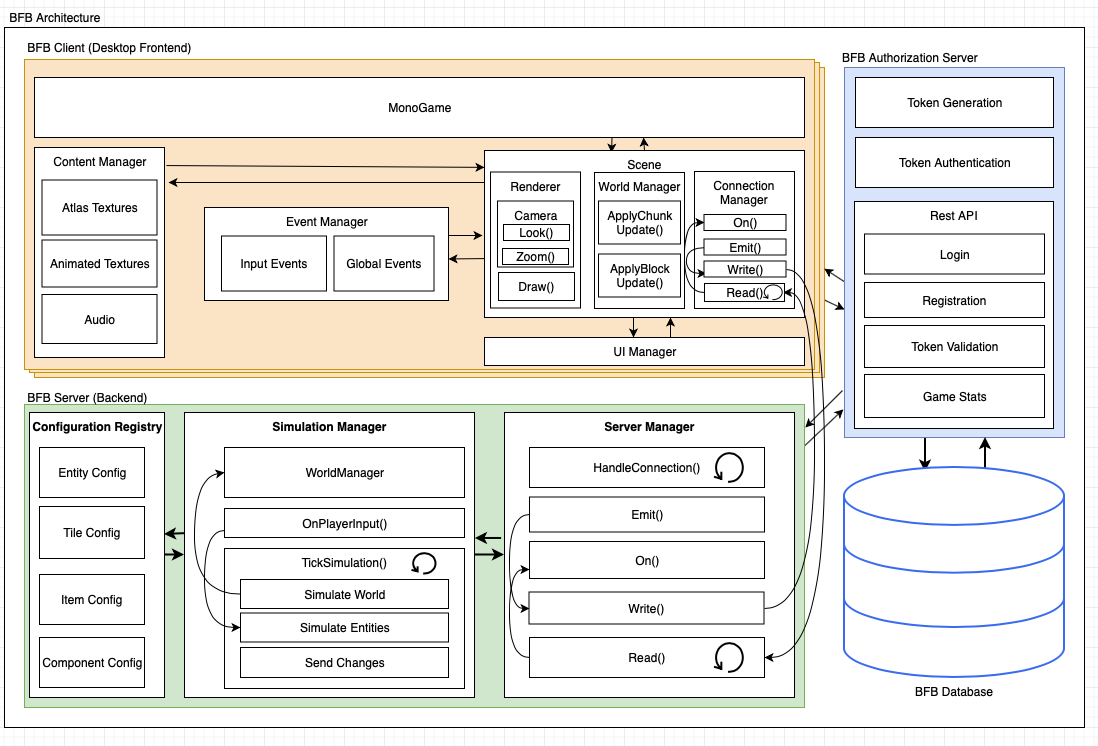 BFB Architecture
BFB Client (Desktop Frontend)
MonoGame
Content Manager
Atlas Textures
Animated Textures
Audio
Event Manager
Input Events
Global Events
Scene
Renderer
Camera
Look()
Zoom()
Draw()
World Manager
ApplyChunk
Update()
ApplyBlock
Update()
Connection
Manager
On()
Emit()
Write()
Read()
UI Manager
BFB Authorization Server
Token Generation
Token Authentication
Rest API
Login
Registration
Token Validation
Game Stats
BFB Server (Backend)
Configuration Registry
Entity Config
Tile Config
Item Config
Component Config
Simulation Manager
WorldManager
OnPlayerInput()
TickSimulation()
Simulate World
Simulate Entities
Send Changes
Server Manager
HandleConnection()
Emit()
On()
Write()
Read()
BFB Database